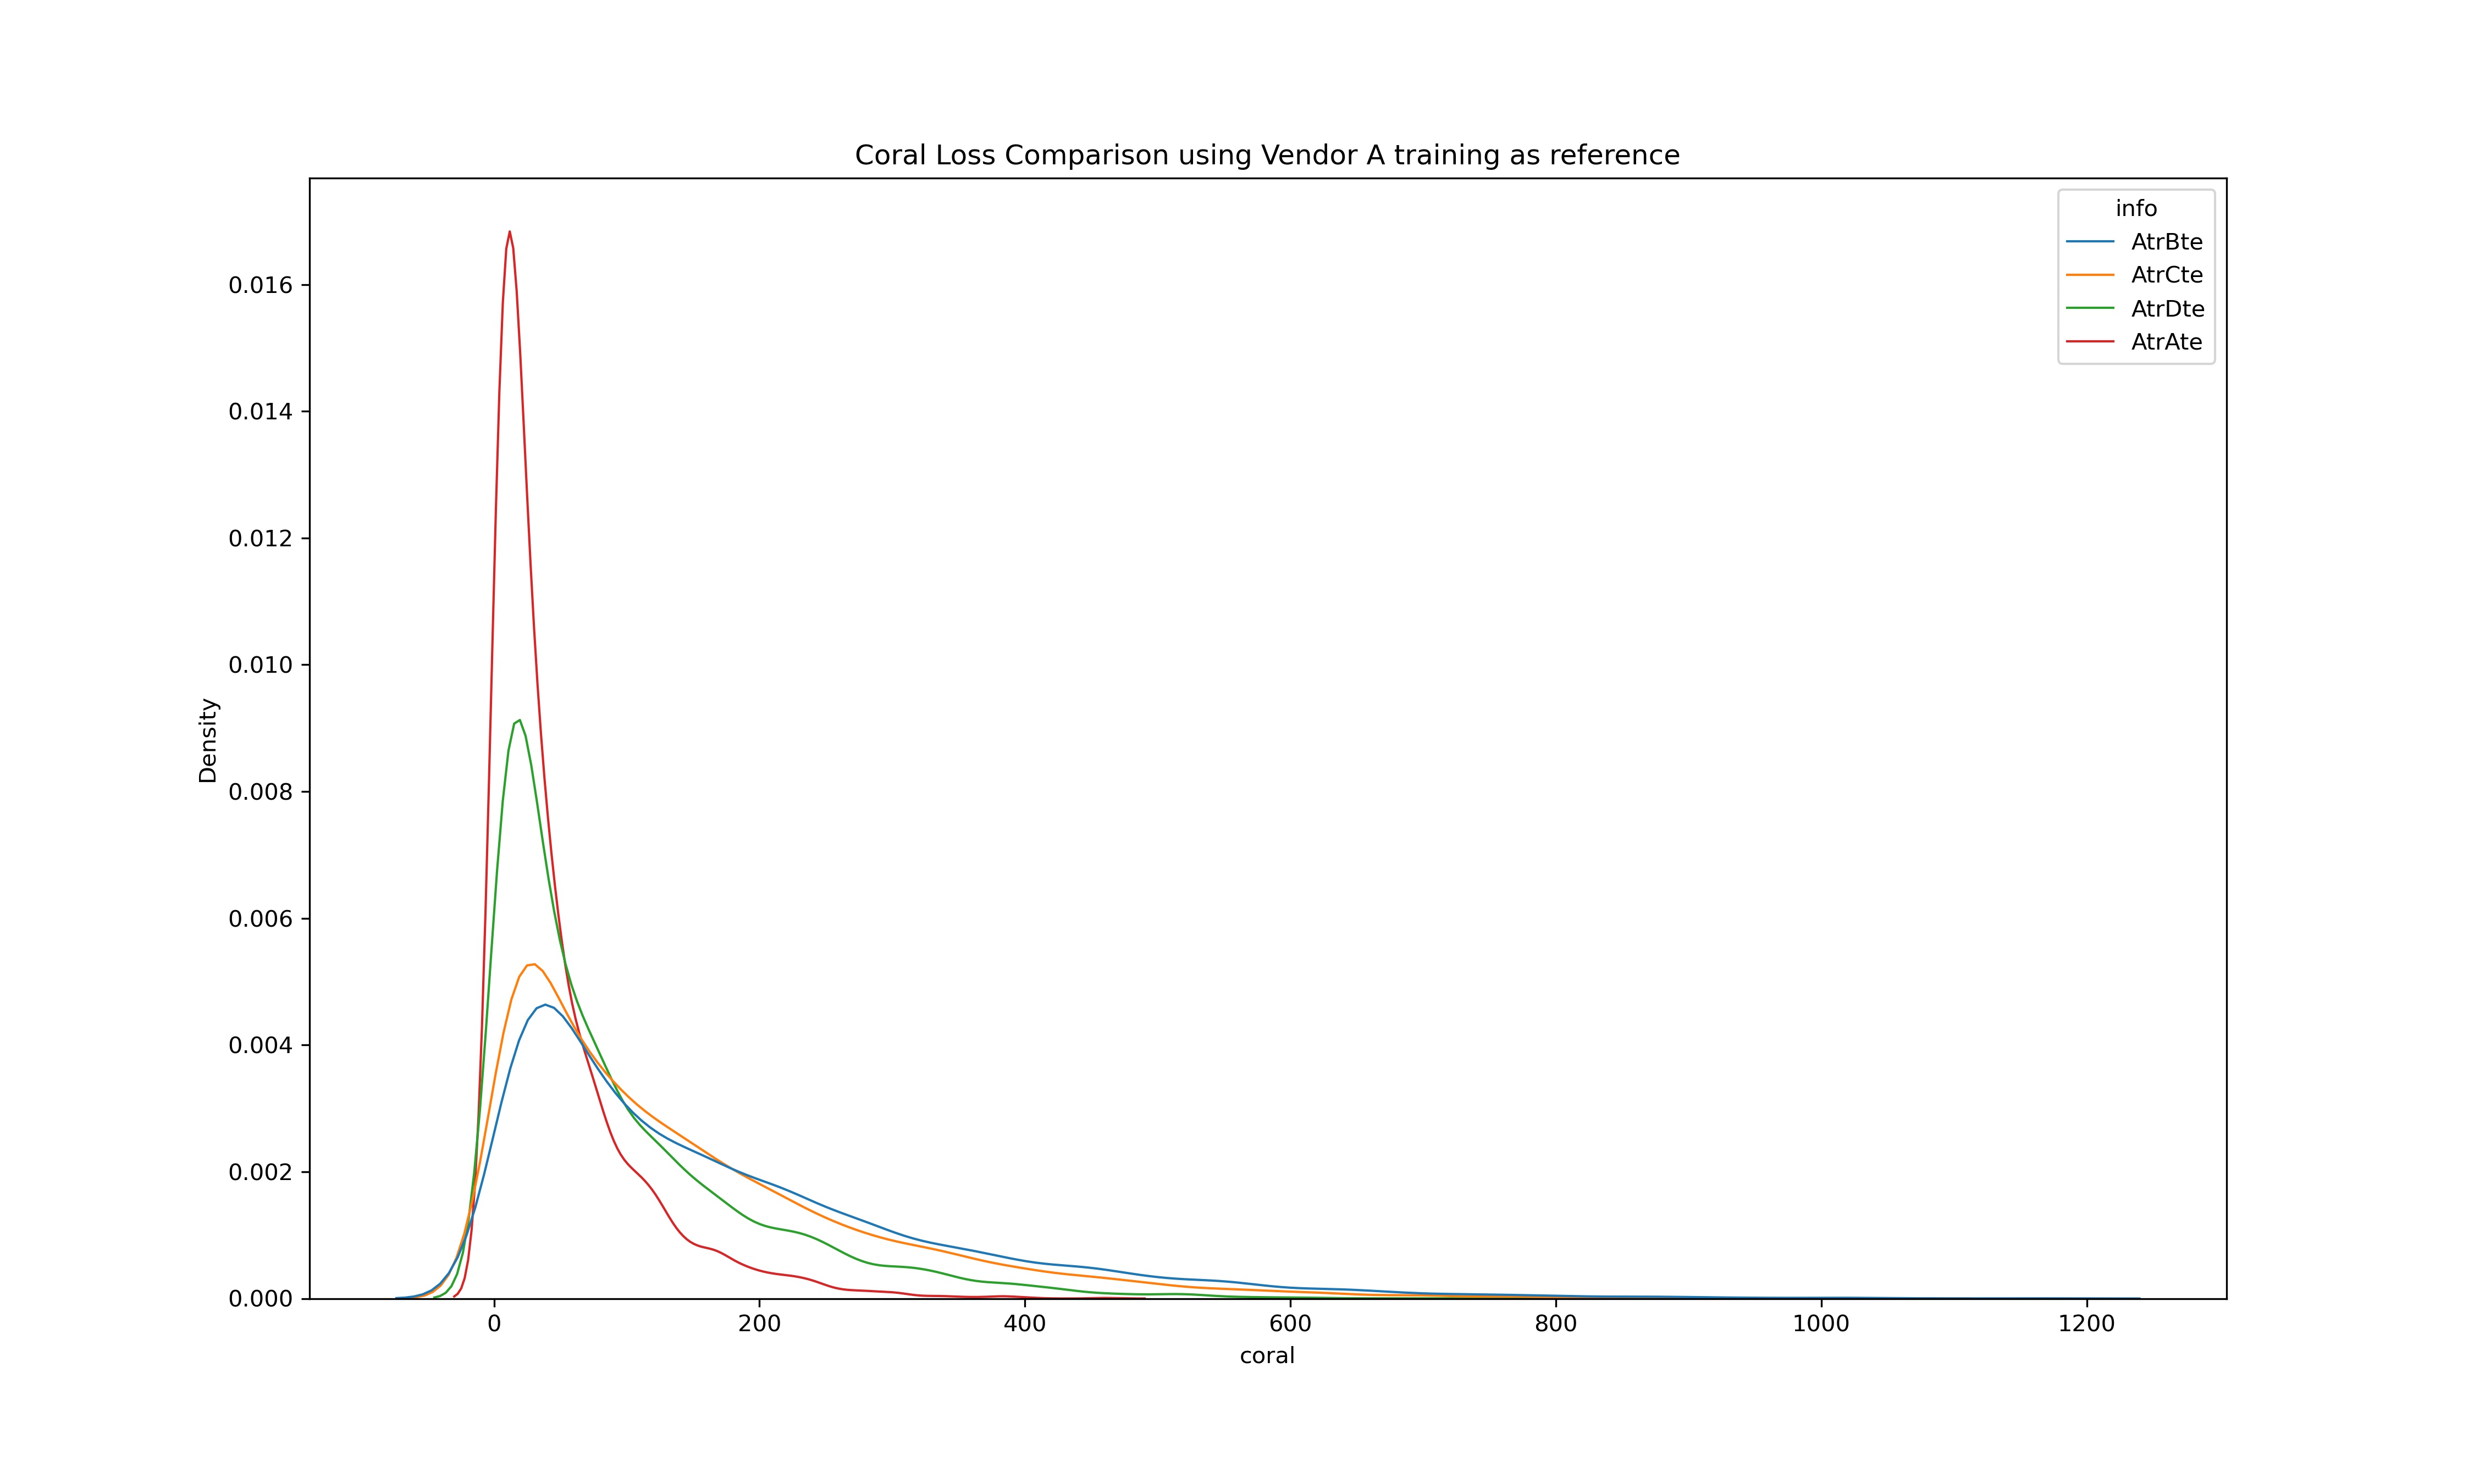 Coral Loss Comparison using Vendor A training as reference
info
AtrBte
AtrCte
AtrDte
AtrAte
0.016
0.014
0.012
0.010
0.008
0.006
0.004
0.002
0.000
Density
0 200 400 600 800 1000 1200
coral